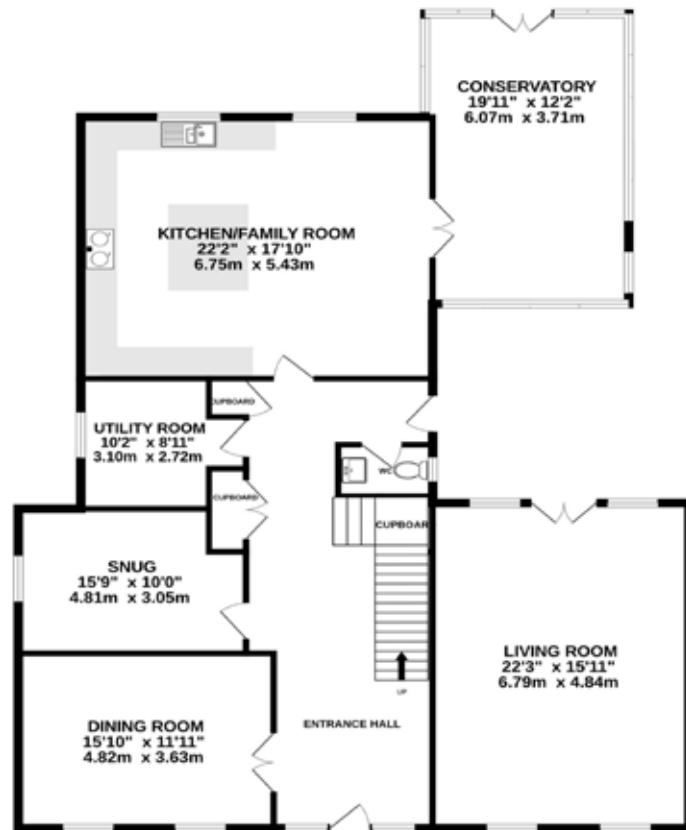 CONSERVATORY
19'11" x 12'2"
6.07m x 3.71m
KITCHEN/FAMILY ROOM
22'2" x 17'10"
6.75m x 5.43m
CUPBOARD
UTILITY ROOM
10'2" x 8'11"
3.10m x 2.72m
WC
CUPBOARD
CUPBOAR
SNUG
15'9" x 10'0"
4.81m x 3.05m
LIVING ROOM
22'3" x 15'11"
6.79m x 4.84m
UP
DINING ROOM
15'10" x 11'11"
4.82m x 3.63m
ENTRANCE HALL